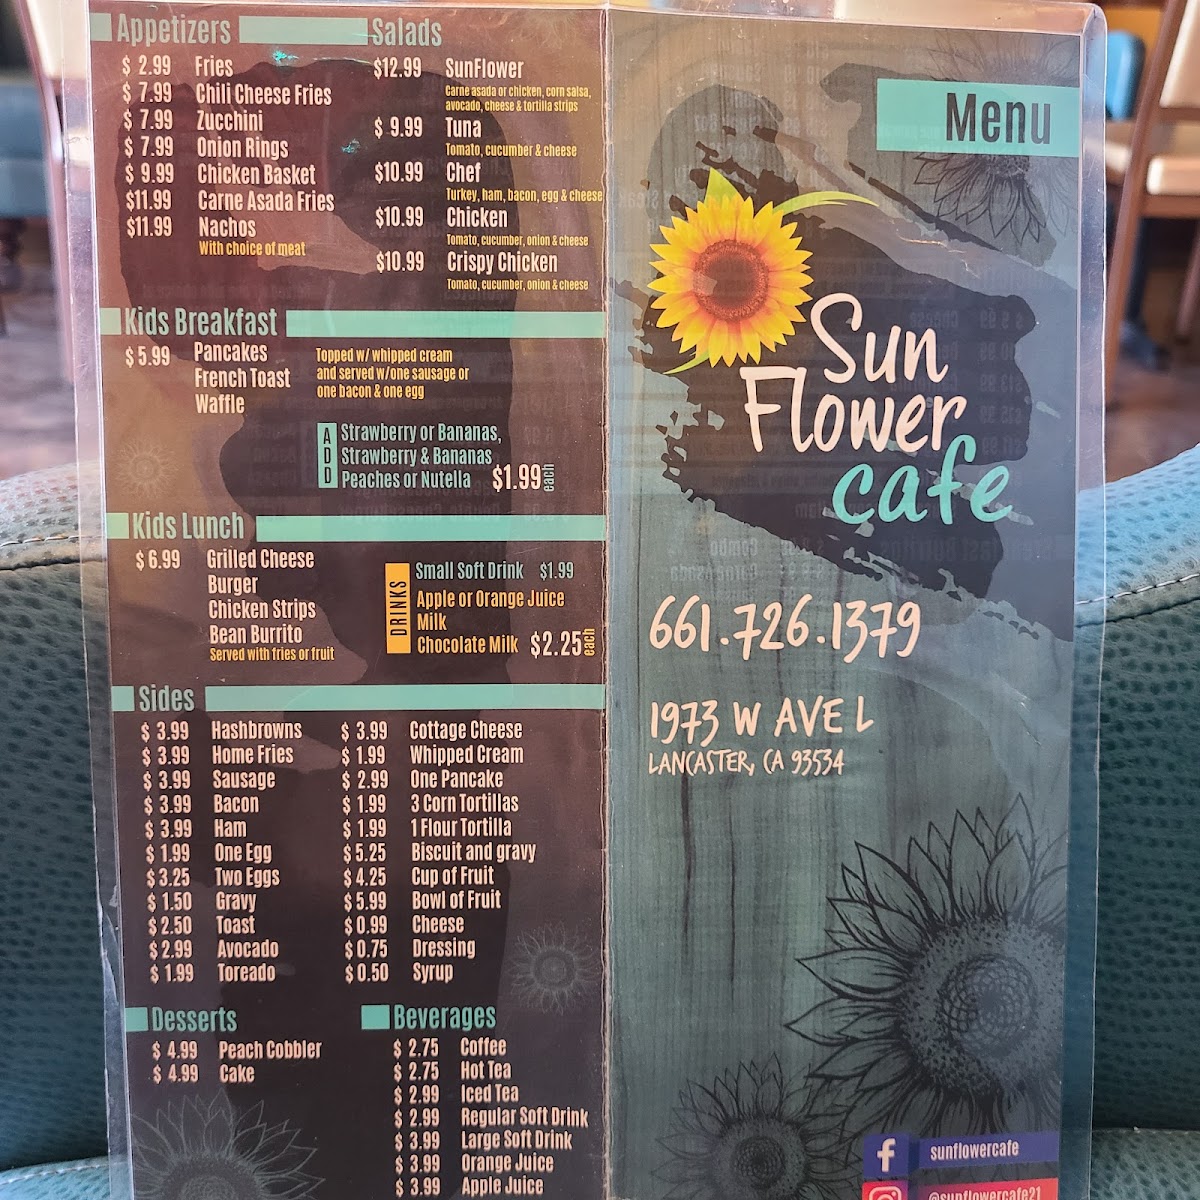 Appetizers
$ 2.99 Fries
$ 7.99 Chili Cheese Fries
$ 7.99 Zucchini
$ 7.99 Onion Rings
$ 9.99 Chicken Basket
$11.99 Carne Asada Fries
$11.99 Nachos
With choice of meat
Salads
$12.99 SunFlower
Carne asada or chicken, corn salsa,
avocado, cheese & tortilla strips
$ 9.99 Tuna
Tomato, cucumber & cheese
$10.99 Chef
Turkey, ham, bacon, egg & cheese
$10.99 Chicken
Tomato, cucumber, onion & cheese
$10.99 Crispy Chicken
Tomato, cucumber, onion & cheese
Kids Breakfast
$5.99 Pancakes
French Toast
Waffle
Topped w/ whipped cream
and served w/one sausage or
one bacon & one egg
ADD
Strawberry or Bananas,
Strawberry & Bananas
Peaches or Nutella $1.99 each
Kids Lunch
$6.99 Grilled Cheese
Burger
Chicken Strips
Bean Burrito
Served with fries or fruit
DRINKS
Small Soft Drink $1.99
Apple or Orange Juice
Milk
Chocolate Milk $2.25 each
Sides
$ 3.99 Hashbrowns
$ 3.99 Home Fries
$ 3.99 Sausage
$ 3.99 Bacon
$ 3.99 Ham
$ 1.99 One Egg
$ 3.25 Two Eggs
$ 1.50 Gravy
$ 2.50 Toast
$ 2.99 Avocado
$ 1.99 Toreado
$ 3.99 Cottage Cheese
$ 1.99 Whipped Cream
$ 2.99 One Pancake
$ 1.99 3 Corn Tortillas
$ 1.99 1 Flour Tortilla
$ 5.25 Biscuit and gravy
$ 4.25 Cup of Fruit
$ 5.99 Bowl of Fruit
$ 0.99 Cheese
$ 0.75 Dressing
$ 0.50 Syrup
Desserts
$ 4.99 Peach Cobbler
$ 4.99 Cake
Beverages
$ 2.75 Coffee
$ 2.75 Hot Tea
$ 2.99 Iced Tea
$ 2.99 Regular Soft Drink
$ 3.99 Large Soft Drink
$ 3.99 Orange Juice
$ 3.99 Apple Juice
Menu
Sun
Flower
cafe
661.726.1379
1973 W AVE L
LANCASTER, CA 93534
f sunflowercafe
@sunflowercafe21